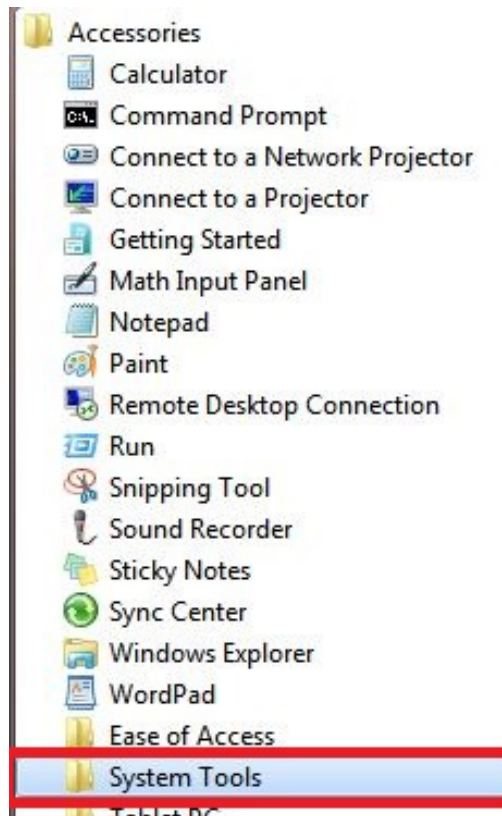 Accessories
Calculator
C:\.
Command Prompt
Connect to a Network Projector
Connect to a Projector
Getting Started
Math Input Panel
Notepad
Paint
Remote Desktop Connection
Run
Snipping Tool
Sound Recorder
Sticky Notes
Sync Center
Windows Explorer
WordPad
Ease of Access
System Tools
Tablet PC